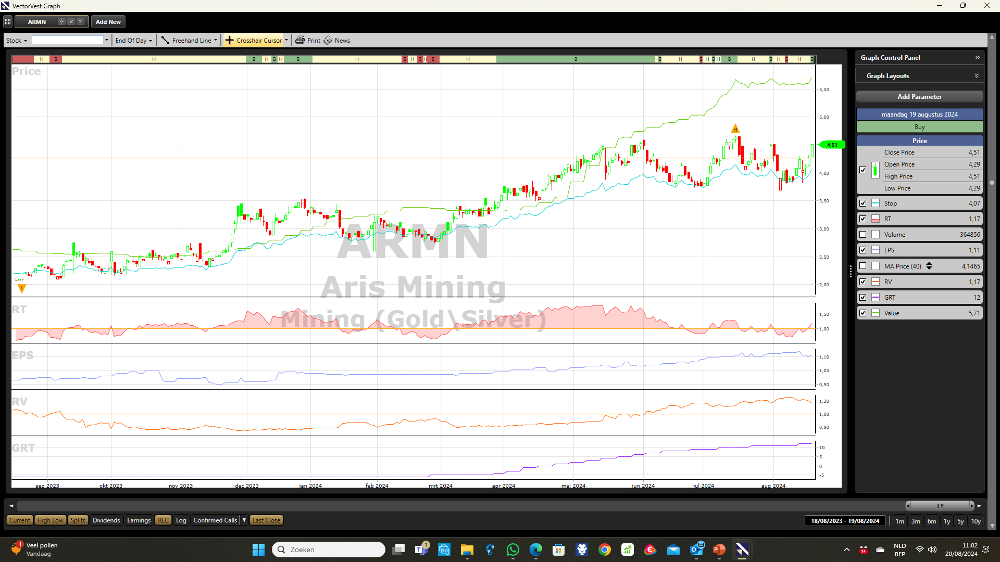 VectorVest Graph
ARMN
Add New
Stock
End Of Day
Freehand Line
Crosshair Cursor
Print
News
S H S H B H B H B H S H S H S H B H B H S H B H B H B H S H B
Price
5,50
5,00
4,51
4,00
3,50
3,00
2,50
2,00
H
L
ARMN
Aris Mining
Mining (Gold\Silver)
RT
1,50
1,00
EPS
1,10
1,00
0,90
RV
1,20
1,00
0,80
GRT
10
5
0
-5
sep 2023 okt 2023 nov 2023 dec 2023 jan 2024 feb 2024 mrt 2024 apr 2024 mei 2024 jun 2024 jul 2024 aug 2024
Graph Control Panel
Graph Layouts
Add Parameter
maandag 19 augustus 2024
Buy
Price
Close Price 4,51
Open Price 4,29
High Price 4,51
Low Price 4,29
Stop 4,07
RT 1,17
Volume 364856
EPS 1,11
MA Price (40) 4,1465
RV 1,17
GRT 12
Value 5,71
1 Y
Current High Low Splits Dividends Earnings REC Log Confirmed Calls Last Close
18/08/2023 - 19/08/2024 1m 3m 6m 1y 5y 10y
1
Veel pollen
Vandaag
Zoeken
1
14
NLD
BEP
11:02
20/08/2024